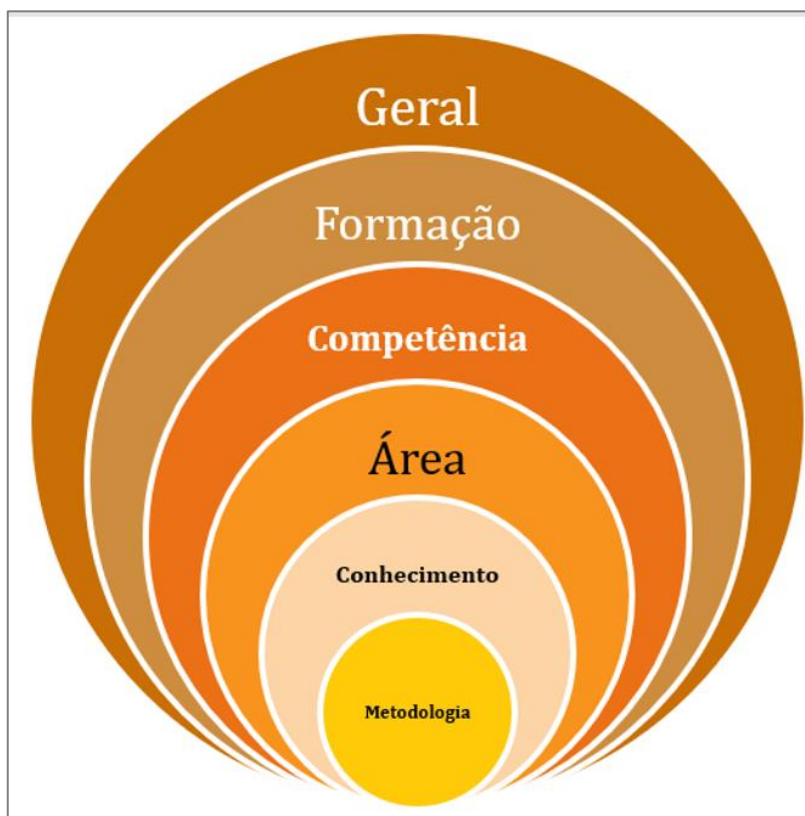 Geral
Formação
Competência
Área
Conhecimento
Metodologia